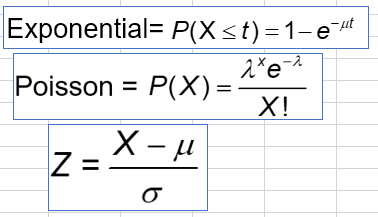 Exponential= P(X ≤ t) = 1 − e^−μt
Poisson = P(X) = λ^x e^−λ / X!
Z = X − μ / σ